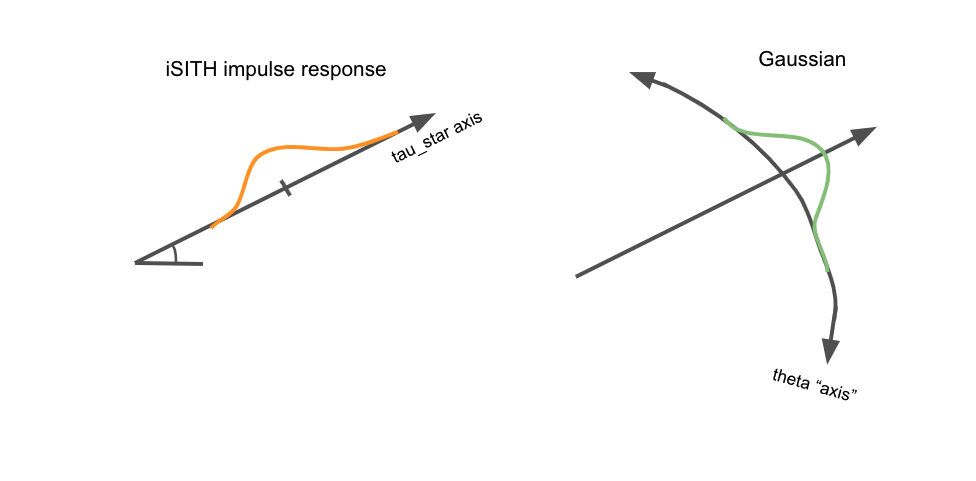 iSITH impulse response
tau_star axis
Gaussian
theta “axis”